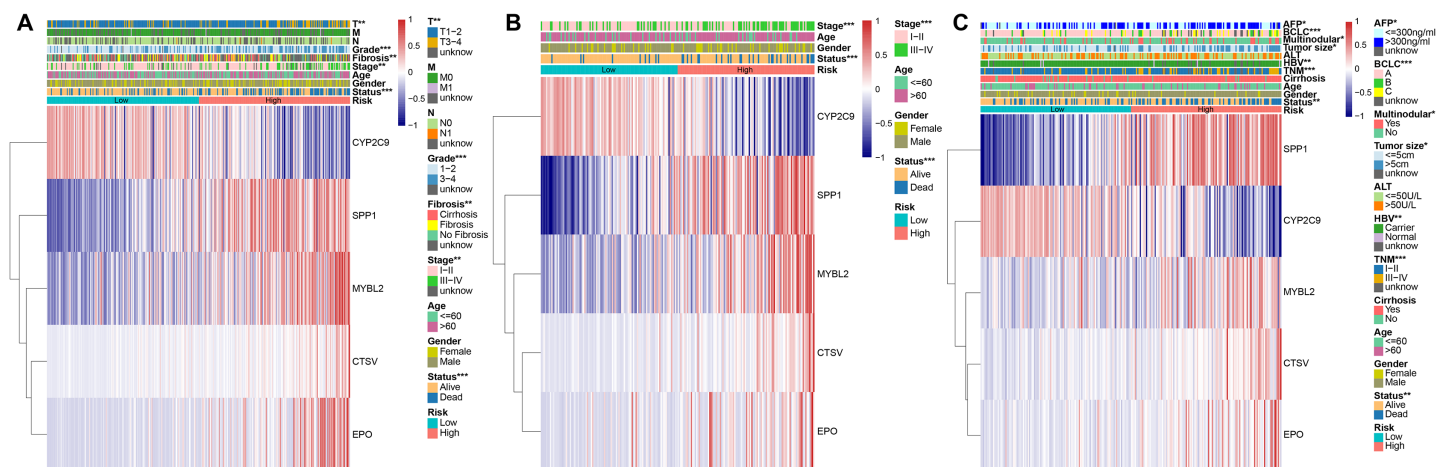 A
T**
M
N
Grade***
Fibrosis**
Stage**
Age
Gender
Status***
Risk
Low
High
CYP2C9
SPP1
MYBL2
CTSV
EPO
1
0.5
0
−0.5
−1
T**
T1−2
T3−4
unknow
M
M0
M1
unknow
N
N0
N1
unknow
Grade***
1−2
3−4
unknow
Fibrosis**
Cirrhosis
Fibrosis
No Fibrosis
unknow
Stage**
I−II
III−IV
unknow
Age
<=60
>60
Gender
Female
Male
Status***
Alive
Dead
Risk
Low
High
B
Stage***
Age
Gender
Status***
Risk
Low
High
CYP2C9
SPP1
MYBL2
CTSV
EPO
1
0.5
0
−0.5
−1
Stage***
I−II
III−IV
Age
<=60
>60
Gender
Female
Male
Status***
Alive
Dead
Risk
Low
High
C
AFP*
BCLC***
Multinodular*
Tumor size*
ALT
HBV**
TNM***
Cirrhosis
Age
Gender
Status**
Risk
Low
High
SPP1
CYP2C9
MYBL2
CTSV
EPO
1
0.5
0
−0.5
−1
AFP*
<=300ng/ml
>300ng/ml
unknow
BCLC***
A
B
C
unknow
Multinodular*
Yes
No
Tumor size*
<=5cm
>5cm
unknow
ALT
<=50U/L
>50U/L
HBV**
Carrier
Normal
unknow
TNM***
I−II
III−IV
unknow
Cirrhosis
Yes
No
Age
<=60
>60
Gender
Female
Male
Status**
Alive
Dead
Risk
Low
High